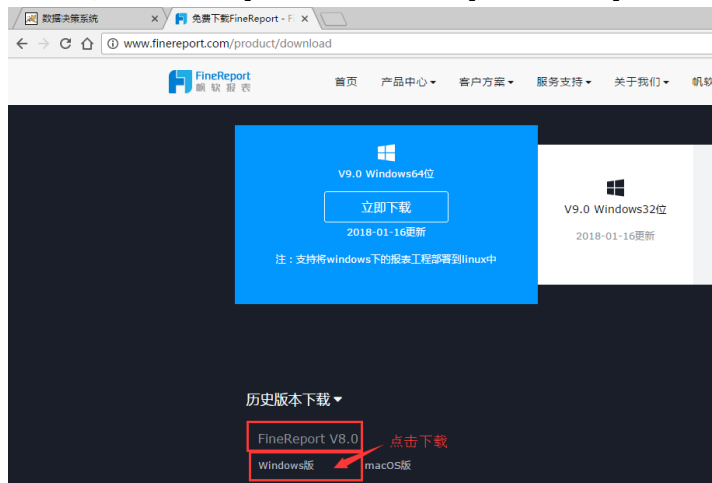 数据决策系统
免费下载FineReport - Fi
www.finereport.com/product/download
FineReport
帆软报表
首页 产品中心 客户方案 服务支持 关于我们 帆软
V9.0 Windows64位
立即下载
2018-01-16更新
注：支持将windows下的报表工程部署到linux中
V9.0 Windows32位
2018-01-16更新
历史版本下载
FineReport V8.0
点击下载
Windows版
macOS版